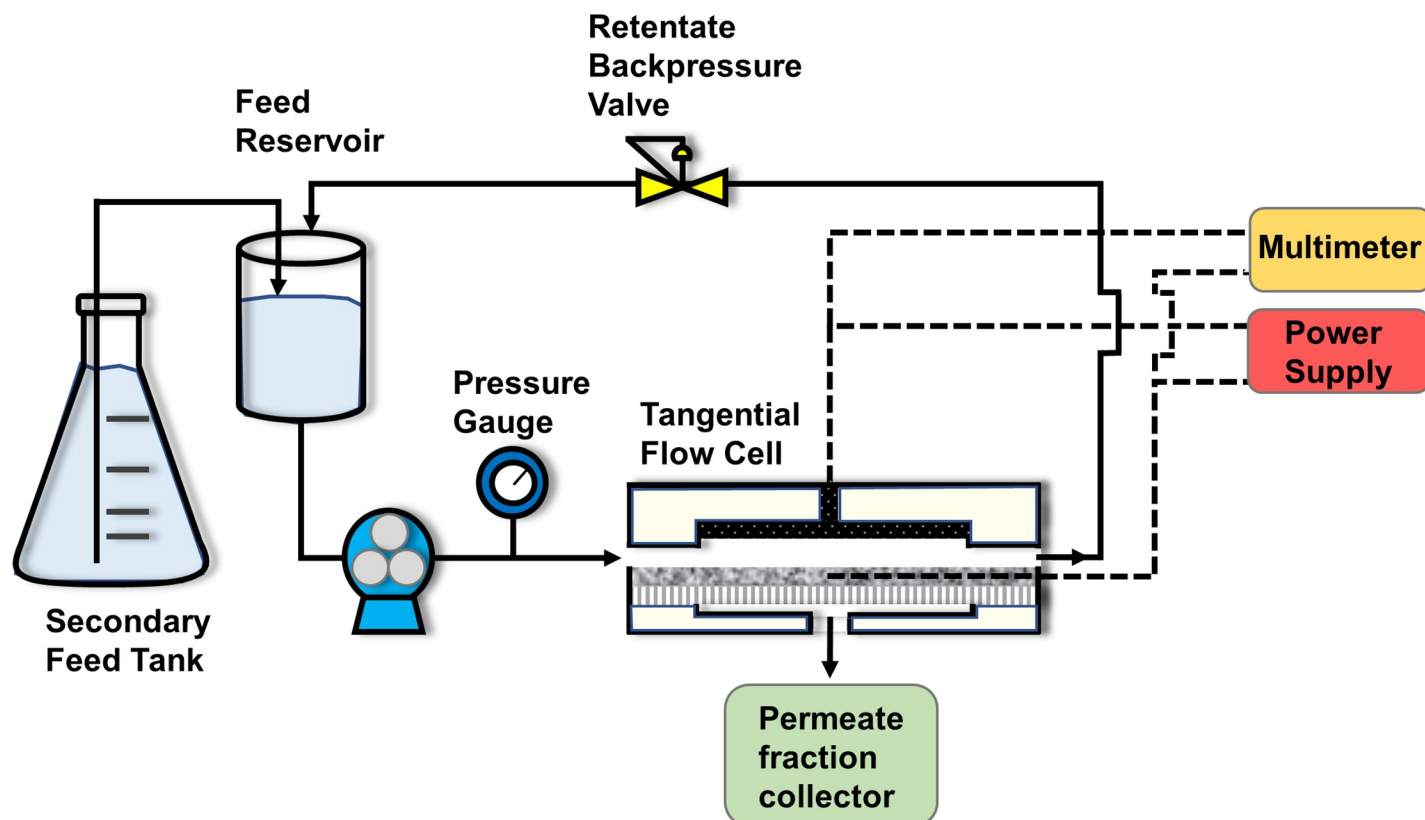 Retentate
Backpressure
Valve
Feed
Reservoir
Multimeter
Power
Supply
Pressure
Gauge
Tangential
Flow Cell
Secondary
Feed Tank
Permeate
fraction
collector